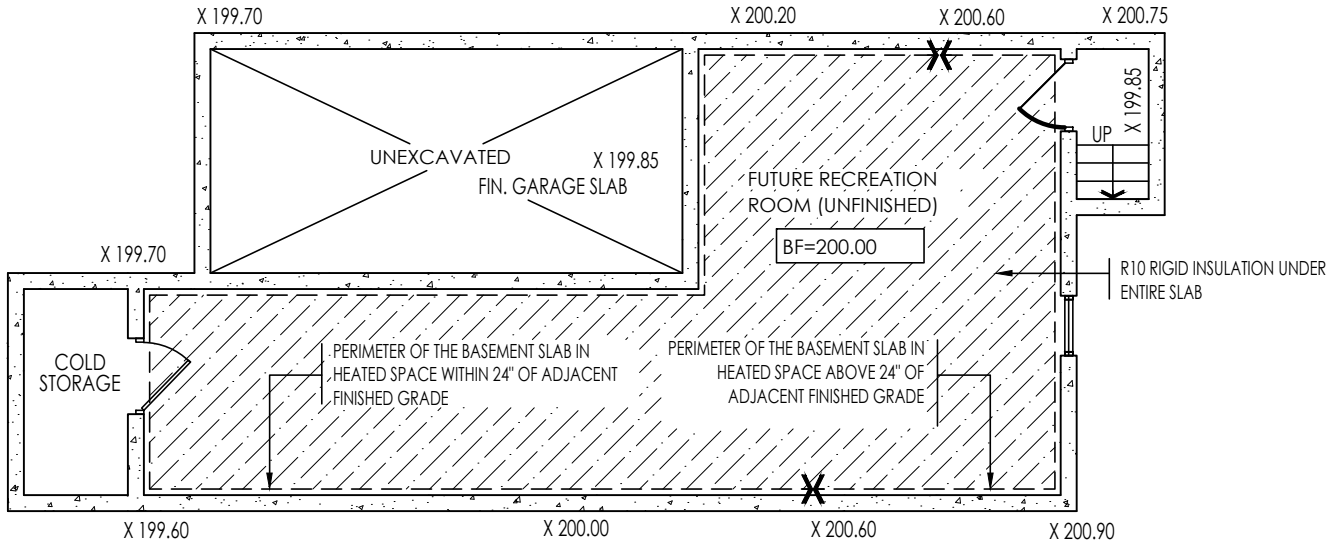 X 199.70
X 200.20
X 200.60
X 200.75
UNEXCAVATED
X 199.85
FIN. GARAGE SLAB
X 199.85
UP
FUTURE RECREATION
ROOM (UNFINISHED)
BF=200.00
X 199.70
R10 RIGID INSULATION UNDER
ENTIRE SLAB
COLD
STORAGE
PERIMETER OF THE BASEMENT SLAB IN
HEATED SPACE WITHIN 24" OF ADJACENT
FINISHED GRADE
PERIMETER OF THE BASEMENT SLAB IN
HEATED SPACE ABOVE 24" OF
ADJACENT FINISHED GRADE
X 199.60
X 200.00
X 200.60
X 200.90